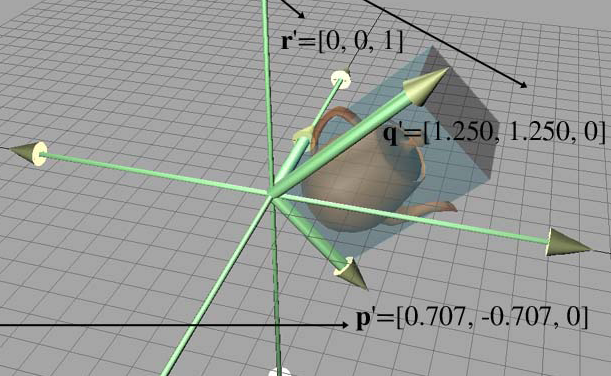 r'=[0, 0, 1]
q'=[1.250, 1.250, 0]
p'=[0.707, -0.707, 0]